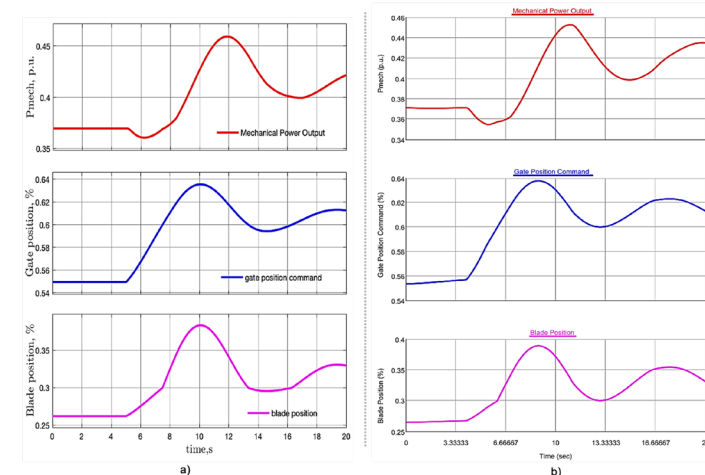 Pmech, p.u.
0.45
0.4
0.35
Mechanical Power Output
Gate position, %
0.64
0.62
0.6
0.58
0.56
0.54
gate position command
Blade position, %
0.35
0.3
0.25
blade position
0 2 4 6 8 10 12 14 16 18 20
time,s
a)
Mechanical Power Output
Pmech (p.u.)
0.46
0.44
0.42
0.4
0.38
0.36
0.34
Gate Position Command
Gate Position Command (%)
0.64
0.62
0.6
0.56
0.54
Blade Position
Blade Position (%)
0.4
0.35
0.3
0.25
0 3.33333 6.66667 10 13.33333 16.66667
Time (sec)
b)